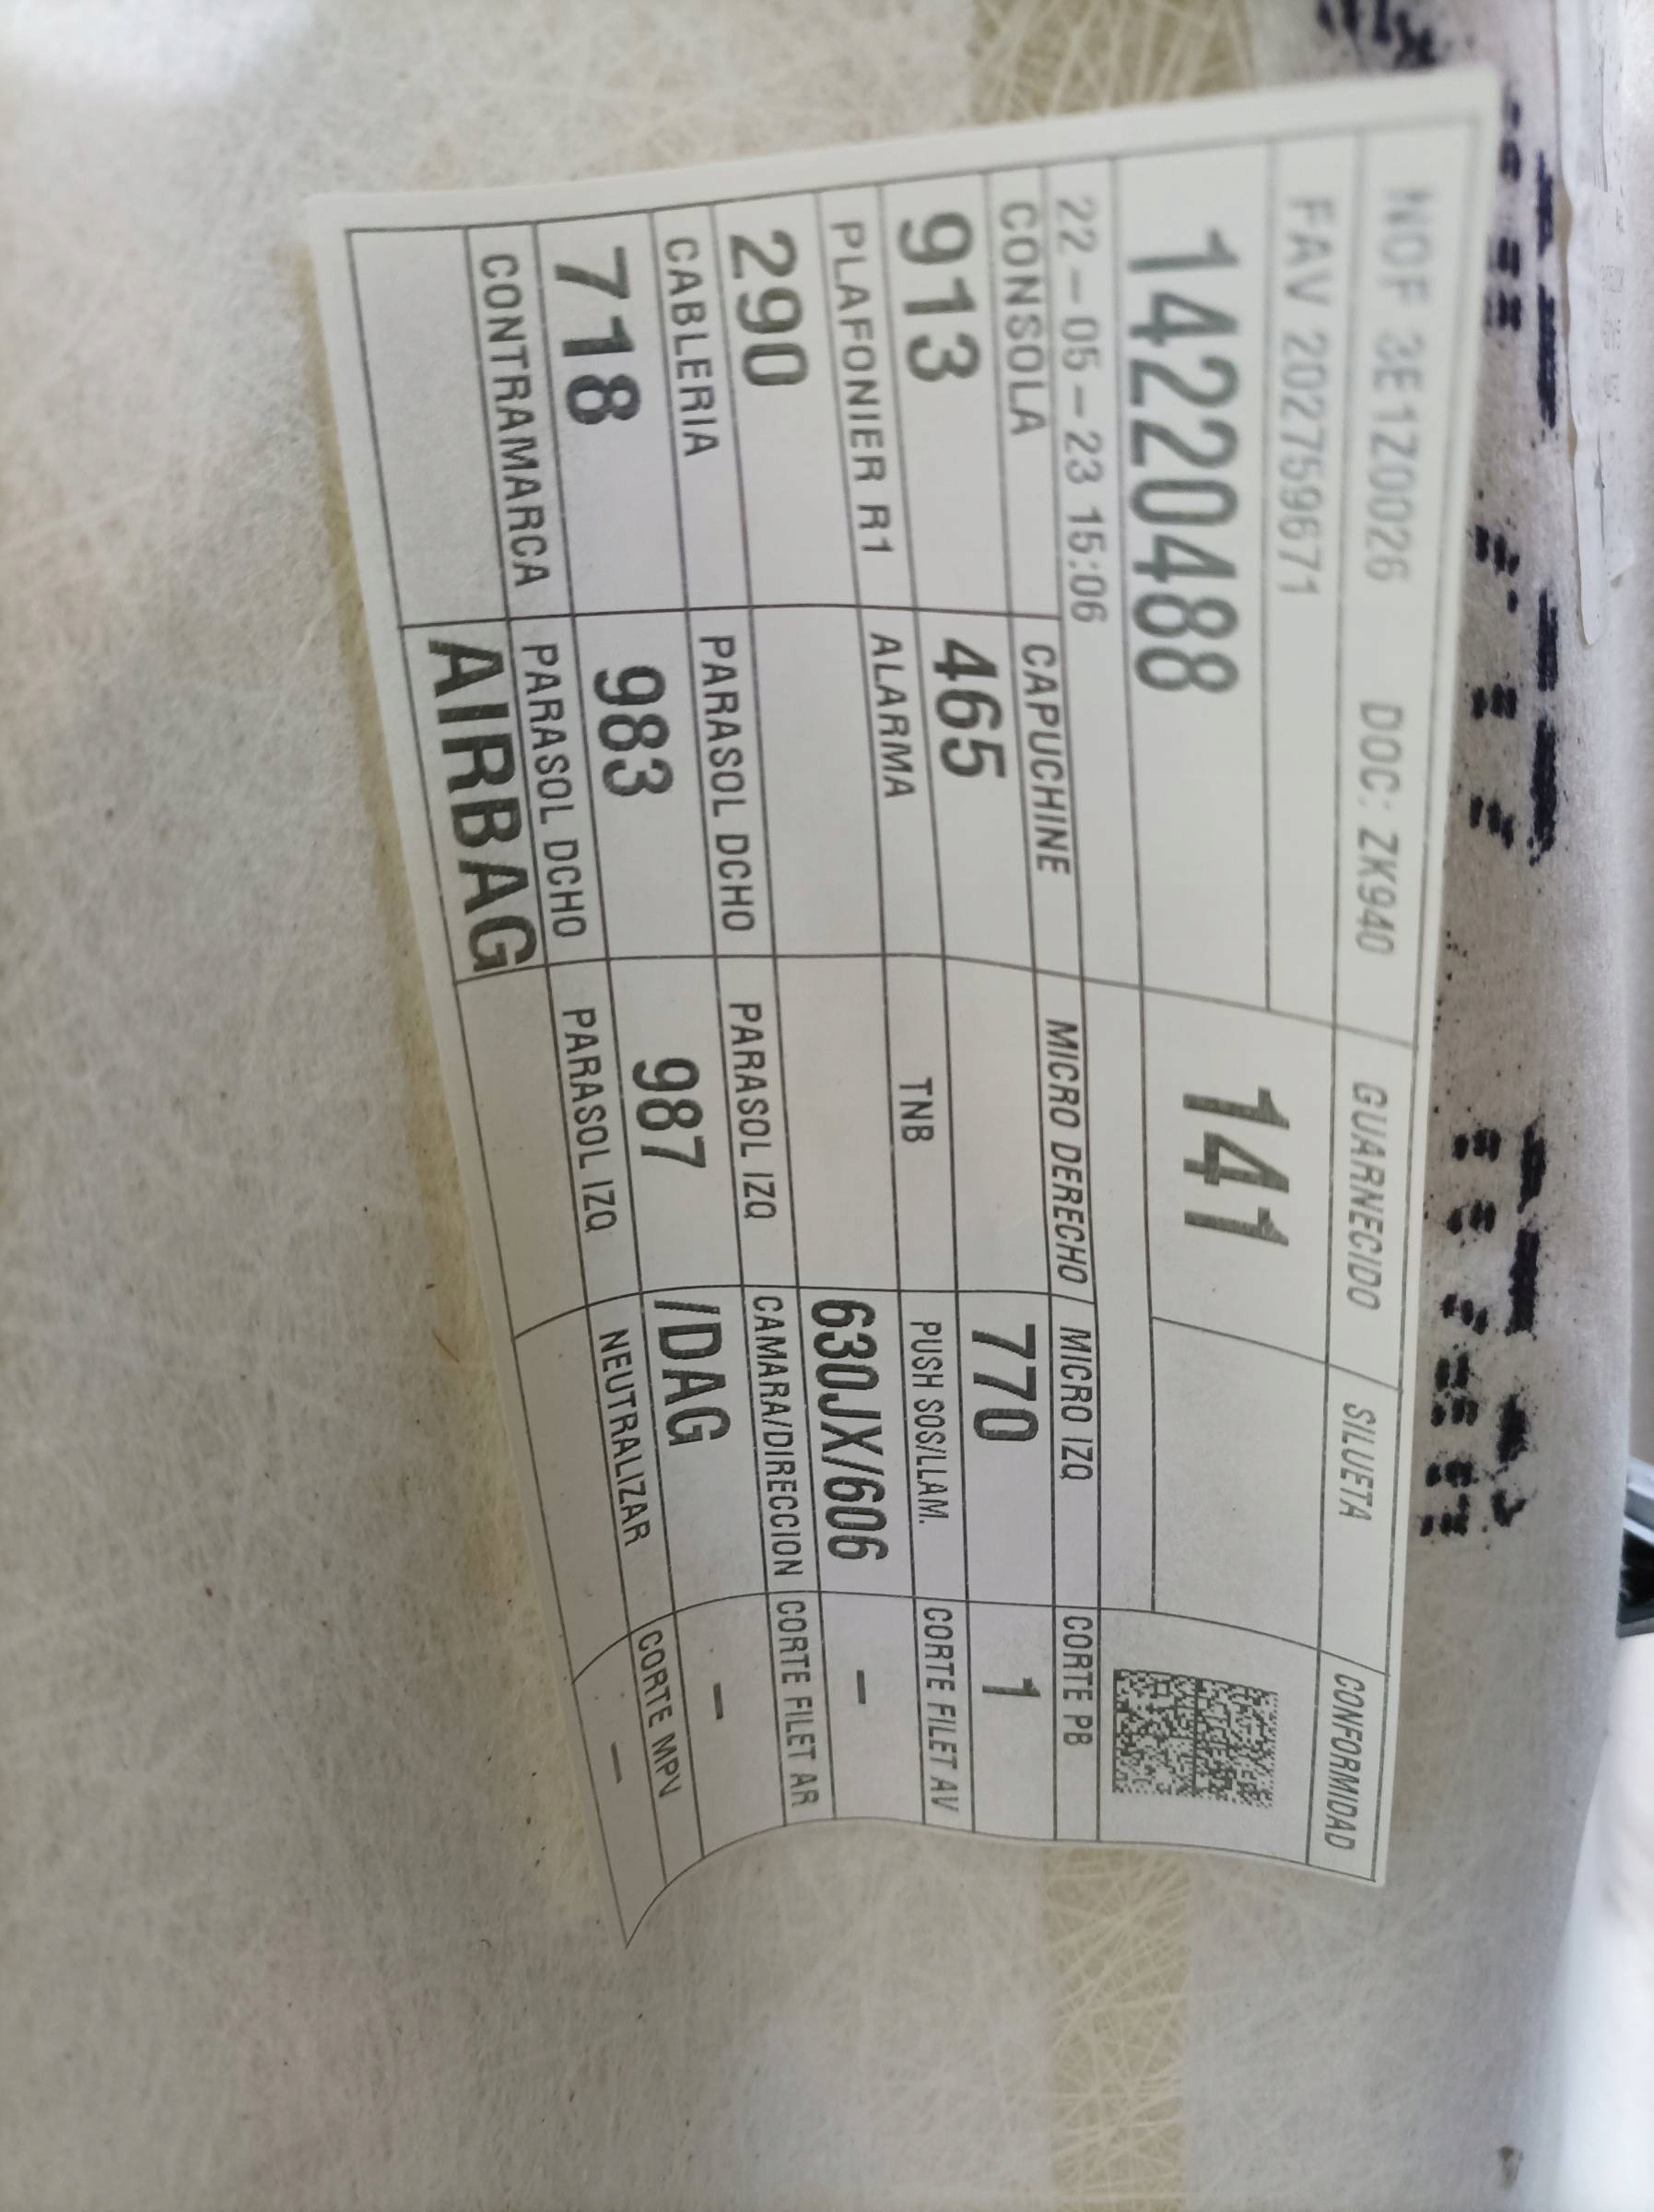 NOF 3E1Z0026 DOC: ZK940 GUARNECIDO SILUETA CONFORMIDAD
FAV 202759671
14220488 141
22-05-23 15:06
CONSOLA CAPUCHINE MICRO DERECHO MICRO IZQ CORTE PB
913 465 770 1
PLAFONIER R1 ALARMA TNB PUSH SOS/LLAM. CORTE FILET AV
290 630JX/606 -
CABLERIA PARASOL DCHO PARASOL IZQ CAMARA/DIRECCION CORTE FILET AR
718 983 987 /DAG -
CONTRAMARCA PARASOL DCHO PARASOL IZQ NEUTRALIZAR CORTE MPV
AIRBAG -